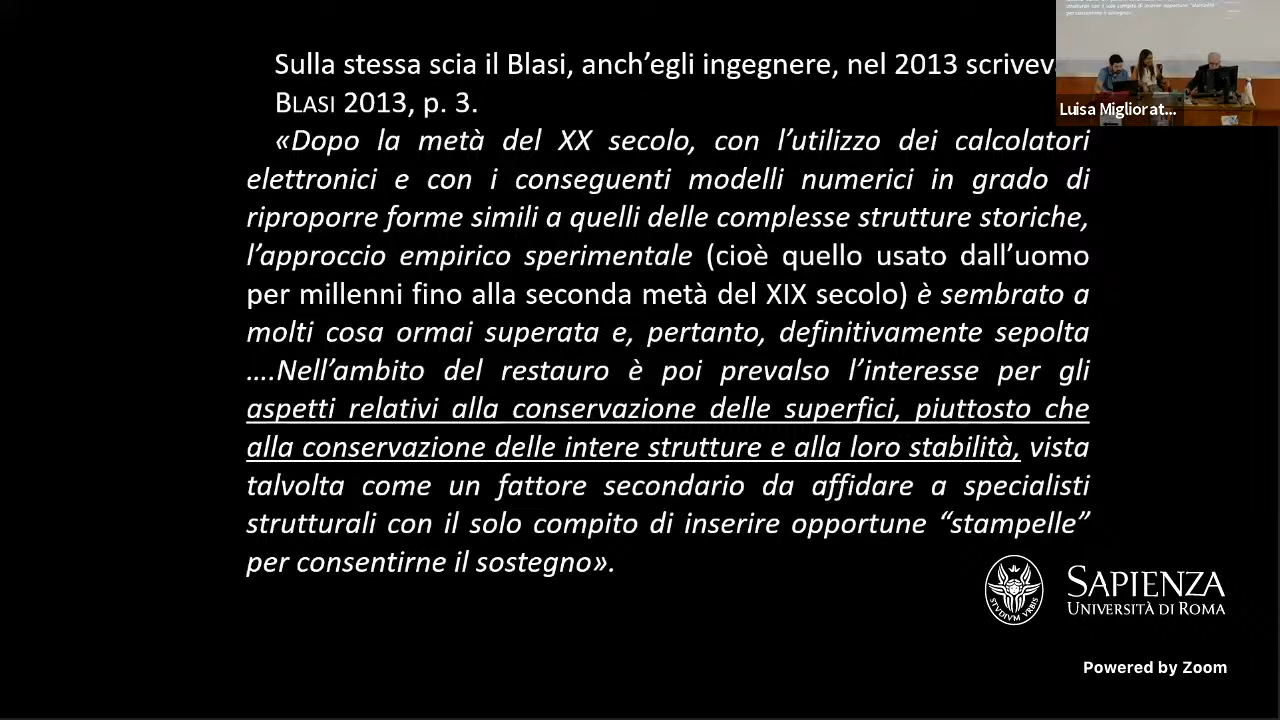 Sulla stessa scia il Blasi, anch’egli ingegnere, nel 2013
BLASI 2013, p. 3.
«Dopo la metà del XX secolo, con l’utilizzo dei calcolatori
elettronici e con i conseguenti modelli numerici in grado di
riproporre forme simili a quelli delle complesse strutture storiche,
l’approccio empirico sperimentale (cioè quello usato dall’uomo
per millenni fino alla seconda metà del XIX secolo) è sembrato a
molti cosa ormai superata e, pertanto, definitivamente sepolta
….Nell’ambito del restauro è poi prevalso l’interesse per gli
aspetti relativi alla conservazione delle superfici, piuttosto che
alla conservazione delle intere strutture e alla loro stabilità, vista
talvolta come un fattore secondario da affidare a specialisti
strutturali con il solo compito di inserire opportune “stampelle”
per consentirne il sostegno».
Luisa Migliorat...
STVDIVM VRBIS
SAPIENZA
UNIVERSITÀ DI ROMA
Powered by Zoom